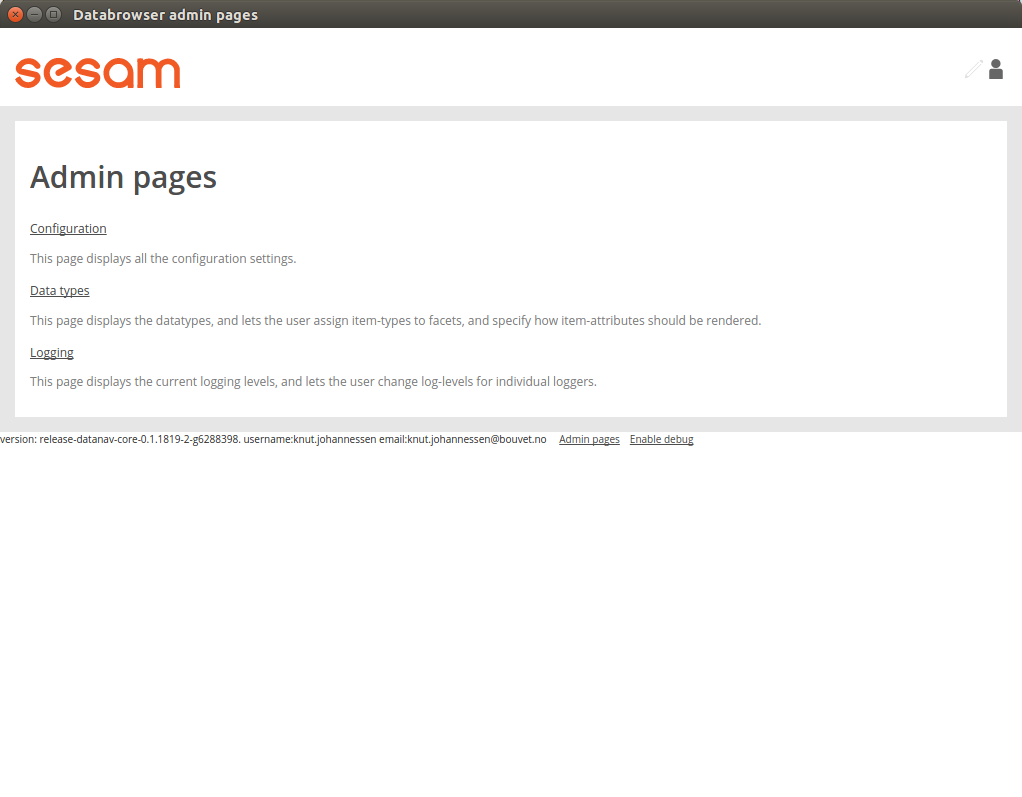 Databrowser admin pages
sesam
Admin pages
Configuration
This page displays all the configuration settings.
Data types
This page displays the datatypes, and lets the user assign item-types to facets, and specify how item-attributes should be rendered.
Logging
This page displays the current logging levels, and lets the user change log-levels for individual loggers.
version: release-datanav-core-0.1.1819-2-g6288398. username:knut.johannessen email:knut.johannessen@bouvet.no Admin pages Enable debug